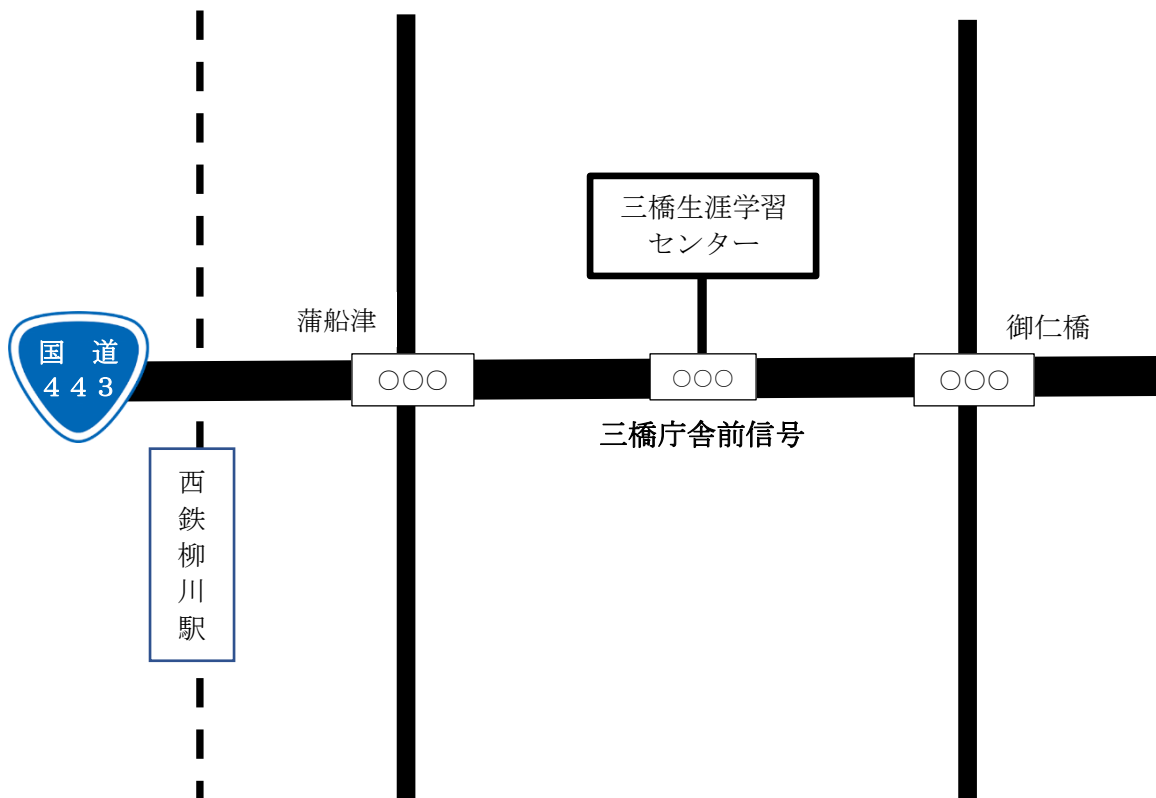 三橋生涯学習
センター
蒲船津
御仁橋
国 道
４４３
○○○
○○○
○○○
三橋庁舎前信号
西鉄柳川駅